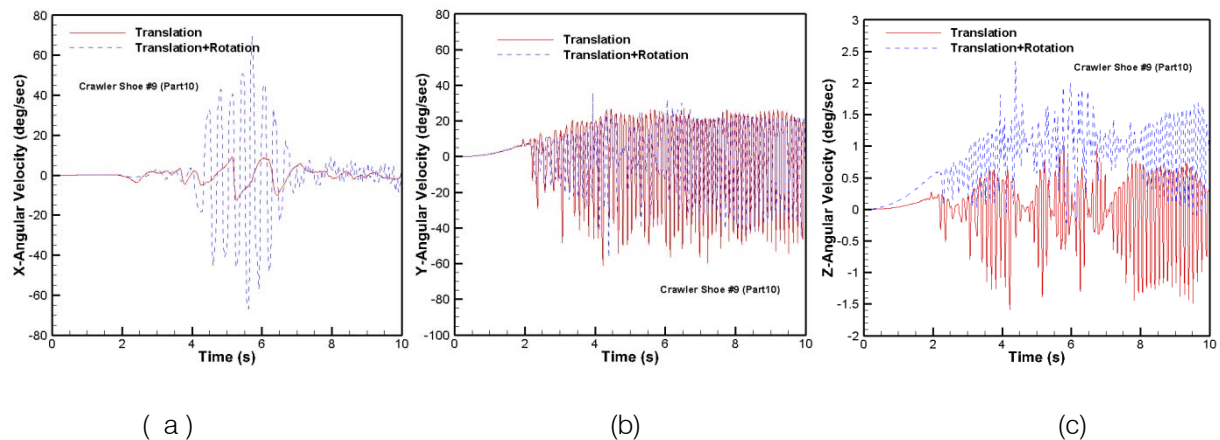 Translation
Translation+Rotation
Crawler Shoe #9 (Part10)
X-Angular Velocity (deg/sec)
80
60
40
20
0
-20
-40
-60
-80
0
2
4
6
8
10
Time (s)
( a )
Translation
Translation+Rotation
Crawler Shoe #9 (Part10)
Y-Angular Velocity (deg/sec)
80
60
40
20
0
-20
-40
-60
-80
-100
0
2
4
6
8
10
Time (s)
(b)
Translation
Translation+Rotation
Crawler Shoe #9 (Part10)
Z-Angular Velocity (deg/sec)
3
2.5
2
1.5
1
0.5
0
-0.5
-1
-1.5
-2
0
2
4
6
8
10
Time (s)
(c)